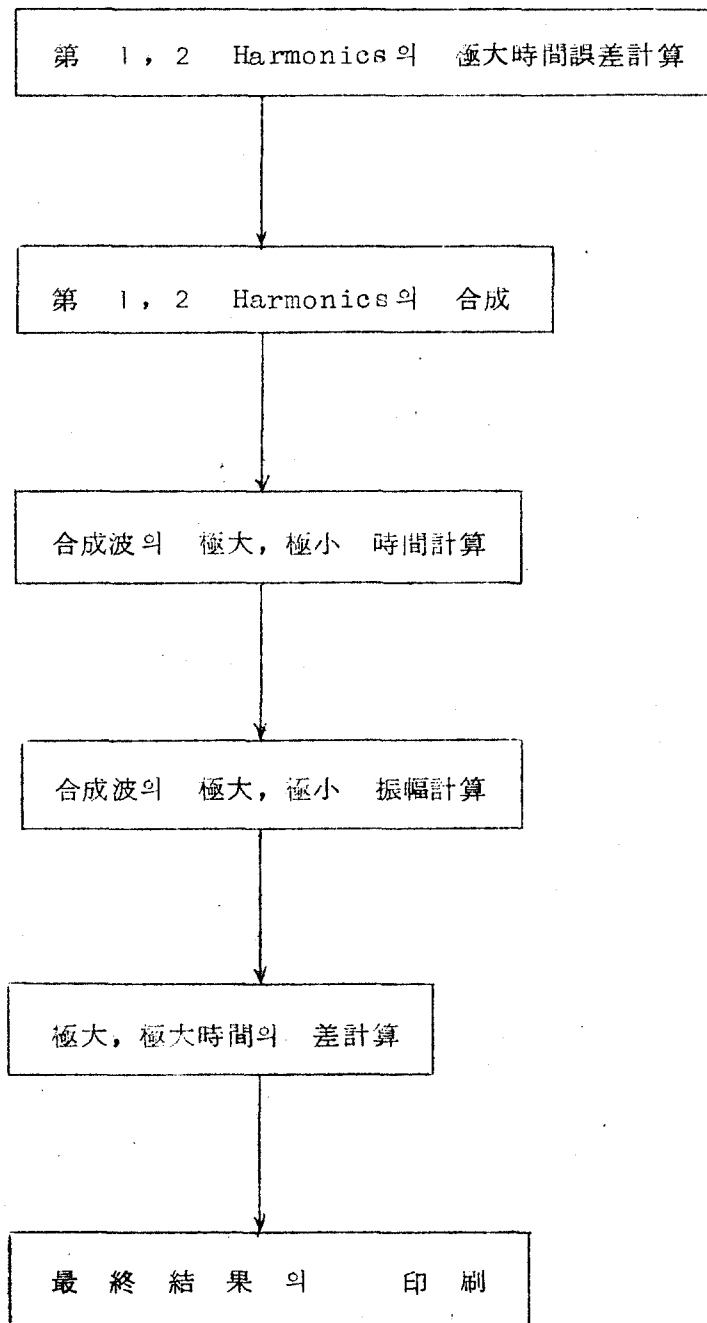 第 1, 2 Harmonics의 極大時間誤差計算
第 1, 2 Harmonics의 合成
合成波의 極大, 極小 時間計算
合成波의 極大, 極小 振幅計算
極大, 極大時間의 差計算
最終結果의 印刷